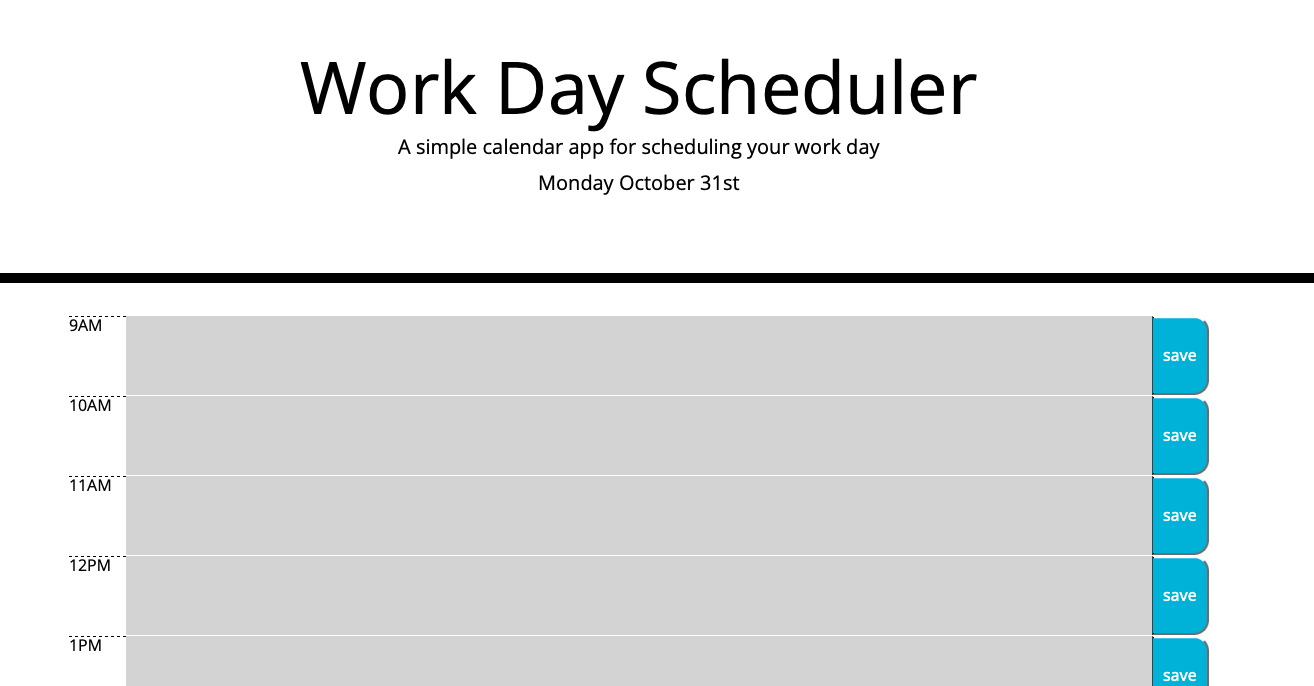 Work Day Scheduler
A simple calendar app for scheduling your work day
Monday October 31st
9AM
save
10AM
save
11AM
save
12PM
save
1PM
save